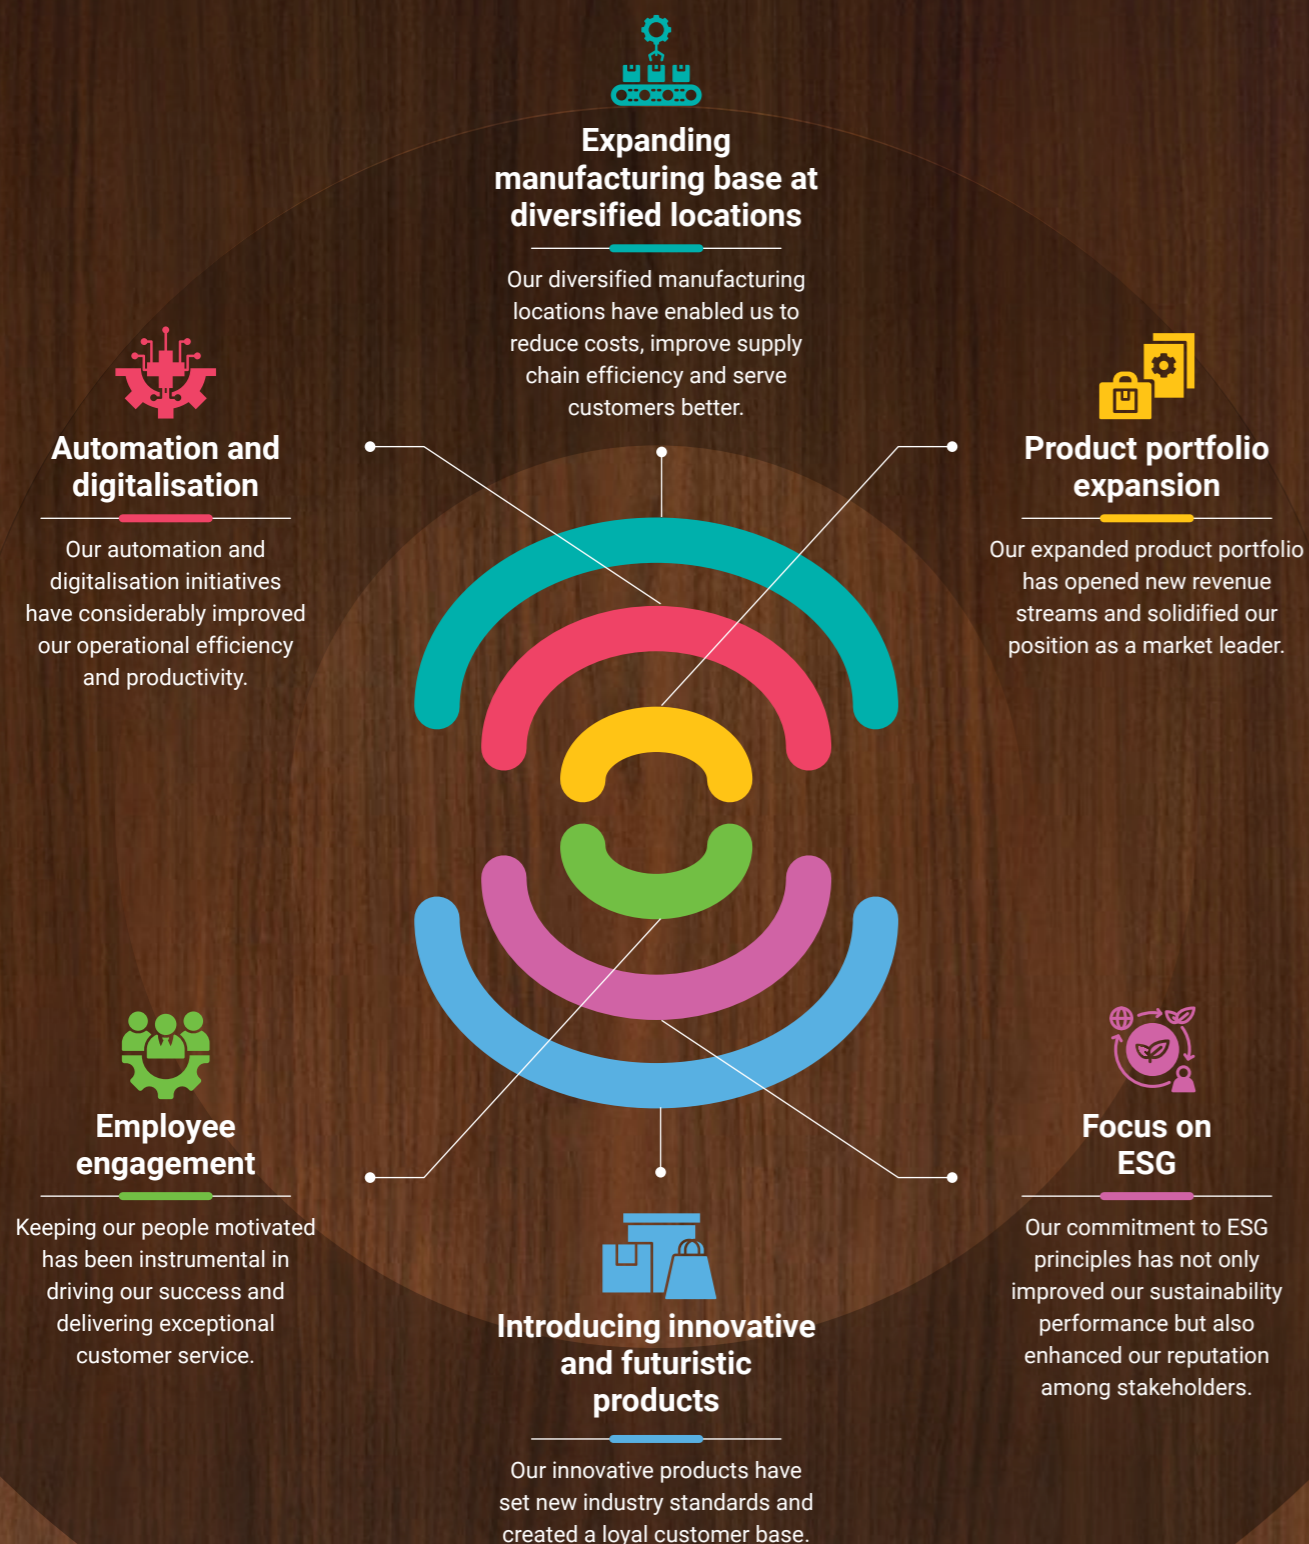 Expanding
manufacturing base at
diversified locations
Our diversified manufacturing
locations have enabled us to
reduce costs, improve supply
chain efficiency and serve
customers better.
Automation and
digitalisation
Our automation and
digitalisation initiatives
have considerably improved
our operational efficiency
and productivity.
Product portfolio
expansion
Our expanded product portfolio
has opened new revenue
streams and solidified our
position as a market leader.
Employee
engagement
Keeping our people motivated
has been instrumental in
driving our success and
delivering exceptional
customer service.
Focus on
ESG
Our commitment to ESG
principles has not only
improved our sustainability
performance but also
enhanced our reputation
among stakeholders.
Introducing innovative
and futuristic
products
Our innovative products have
set new industry standards and
created a loyal customer base.